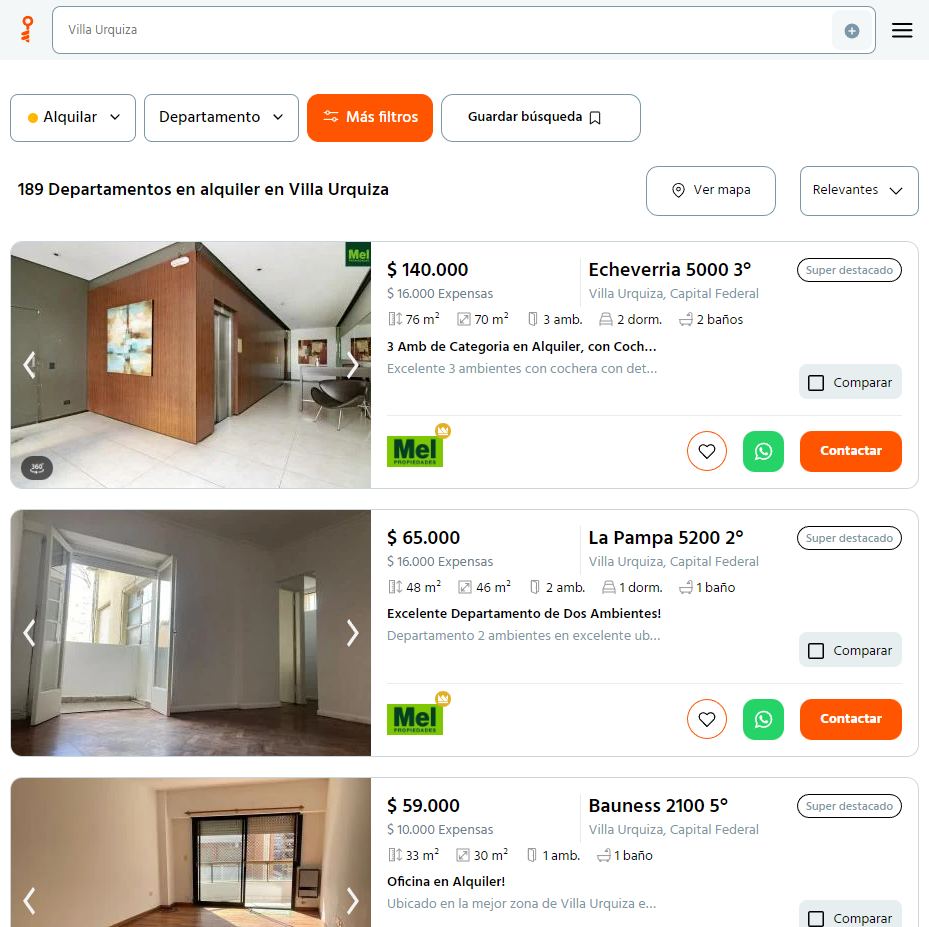 Villa Urquiza
Alquilar
Departamento
Más filtros
Guardar búsqueda
189 Departamentos en alquiler en Villa Urquiza
Ver mapa
Relevantes
Mel
360°
$ 140.000
$ 16.000 Expensas
Echeverria 5000 3°
Villa Urquiza, Capital Federal
Super destacado
76 m² 70 m² 3 amb. 2 dorm. 2 baños
3 Amb de Categoria en Alquiler, con Coch...
Excelente 3 ambientes con cochera con det...
Comparar
Mel
PROPIEDADES
Contactar
$ 65.000
$ 16.000 Expensas
La Pampa 5200 2°
Villa Urquiza, Capital Federal
Super destacado
48 m² 46 m² 2 amb. 1 dorm. 1 baño
Excelente Departamento de Dos Ambientes!
Departamento 2 ambientes en excelente ub...
Comparar
Mel
PROPIEDADES
Contactar
$ 59.000
$ 10.000 Expensas
Bauness 2100 5°
Villa Urquiza, Capital Federal
Super destacado
33 m² 30 m² 1 amb. 1 baño
Oficina en Alquiler!
Ubicado en la mejor zona de Villa Urquiza e...
Comparar